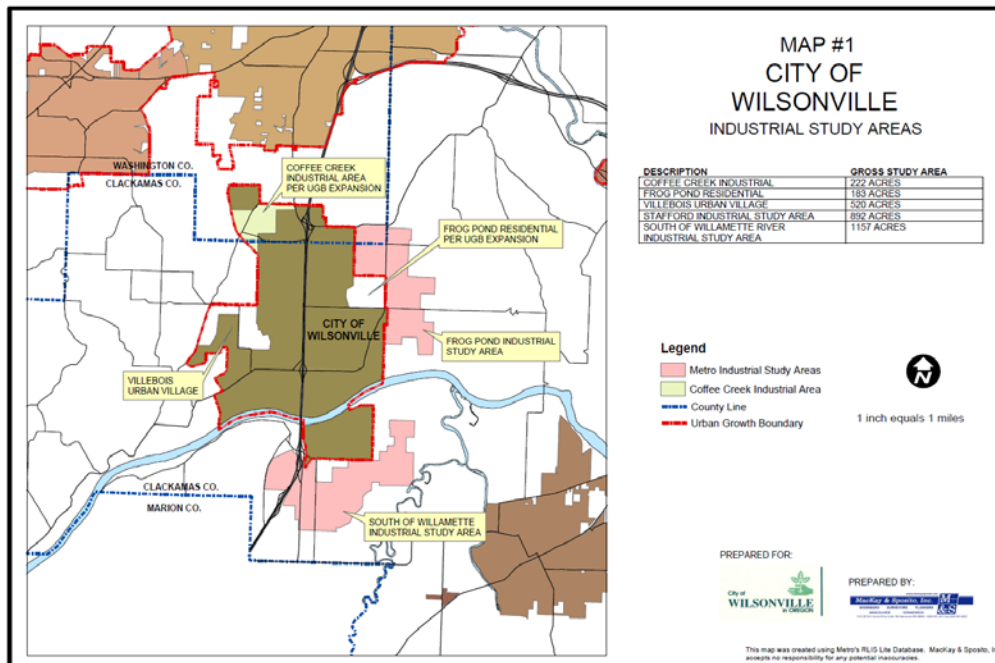 MAP #1
CITY OF
WILSONVILLE
INDUSTRIAL STUDY AREAS
DESCRIPTION GROSS STUDY AREA
COFFEE CREEK INDUSTRIAL 222 ACRES
FROG POND RESIDENTIAL 183 ACRES
VILLEBOIS URBAN VILLAGE 520 ACRES
STAFFORD INDUSTRIAL STUDY AREA 892 ACRES
SOUTH OF WILLAMETTE RIVER 1157 ACRES
INDUSTRIAL STUDY AREA
WASHINGTON CO.
CLACKAMAS CO.
COFFEE CREEK
INDUSTRIAL AREA
PER UGB EXPANSION
FROG POND RESIDENTIAL
PER UGB EXPANSION
CITY OF
WILSONVILLE
FROG POND INDUSTRIAL
STUDY AREA
VILLEBOIS
URBAN VILLAGE
CLACKAMAS CO.
MARION CO.
SOUTH OF WILLAMETTE
INDUSTRIAL STUDY AREA
Legend
Metro Industrial Study Areas
Coffee Creek Industrial Area
County Line
Urban Growth Boundary
N
1 inch equals 1 miles
PREPARED FOR:
City of
WILSONVILLE
in OREGON
PREPARED BY:
MacKay & Sposito, Inc.
M
&S
ENGINEERS SURVEYORS PLANNERS
This map was created using Metro's RLIS Lite Database. MacKay & Sposito, In
accepts no responsibility for any potential inaccuracies.